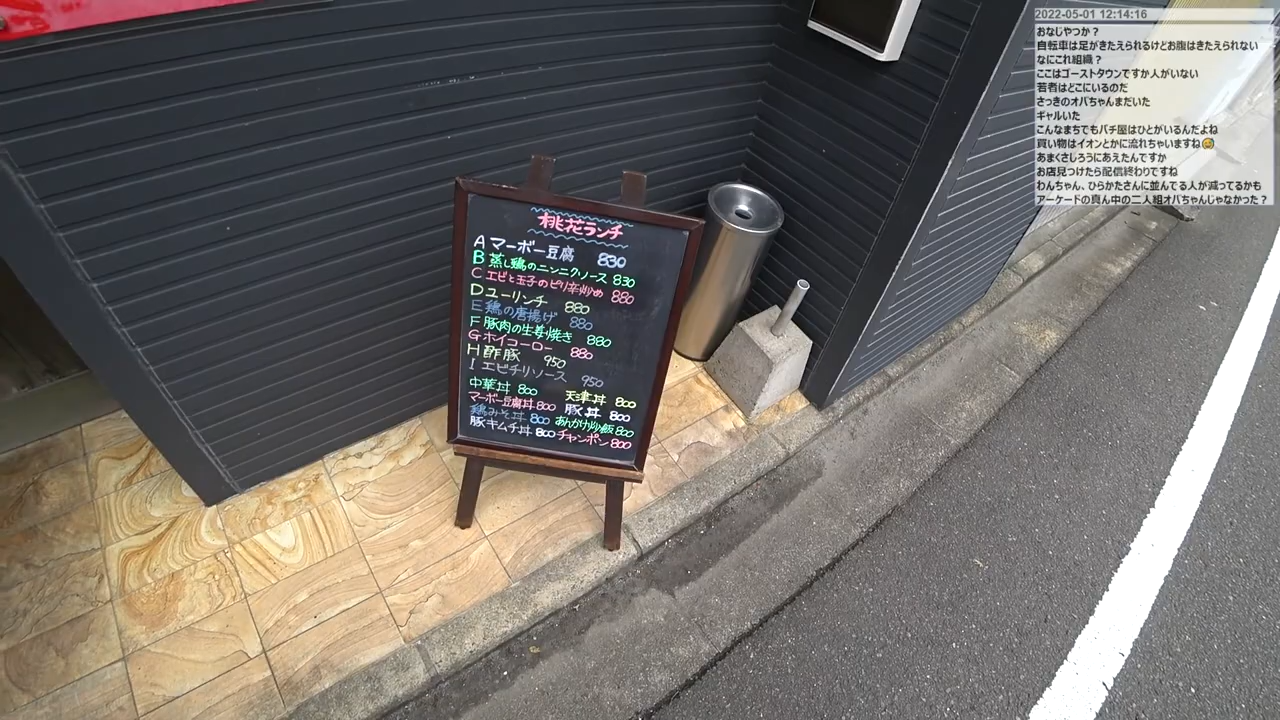 2022-05-01 12:14:16
おなじやつか？
自転車は足がきたえられるけどお腹はきたえられない
なにこれ組織？
ここはゴーストタウンですか人がいない
若者はどこにいるのだ
さっきのオバちゃんまだいた
ギャルいた
こんなまちでもパチ屋はひとがいるんだよね
買い物はイオンとかに流れちゃいますね😅
あまくさしろうにあえたんですか
お店見つけたら配信終わりですね
わんちゃん、ひらかたさんに並んでる人が減ってるかも
アーケードの真ん中の二人組オバちゃんじゃなかった？
桃花ランチ
A マーボー豆腐 830
B 蒸し鶏のニンニクソース 830
C エビと玉子のピリ辛炒め 880
D ユーリンチ 880
E 鶏の唐揚げ 880
F 豚肉の生姜焼き 880
G ホイコーロー 880
H 酢豚 950
I エビチリソース 950
中華丼 800 天津丼 800
マーボー豆腐丼 800 豚丼 800
鶏みそ丼 800 あんかけ炒飯 800
豚キムチ丼 800 チャンポン 800